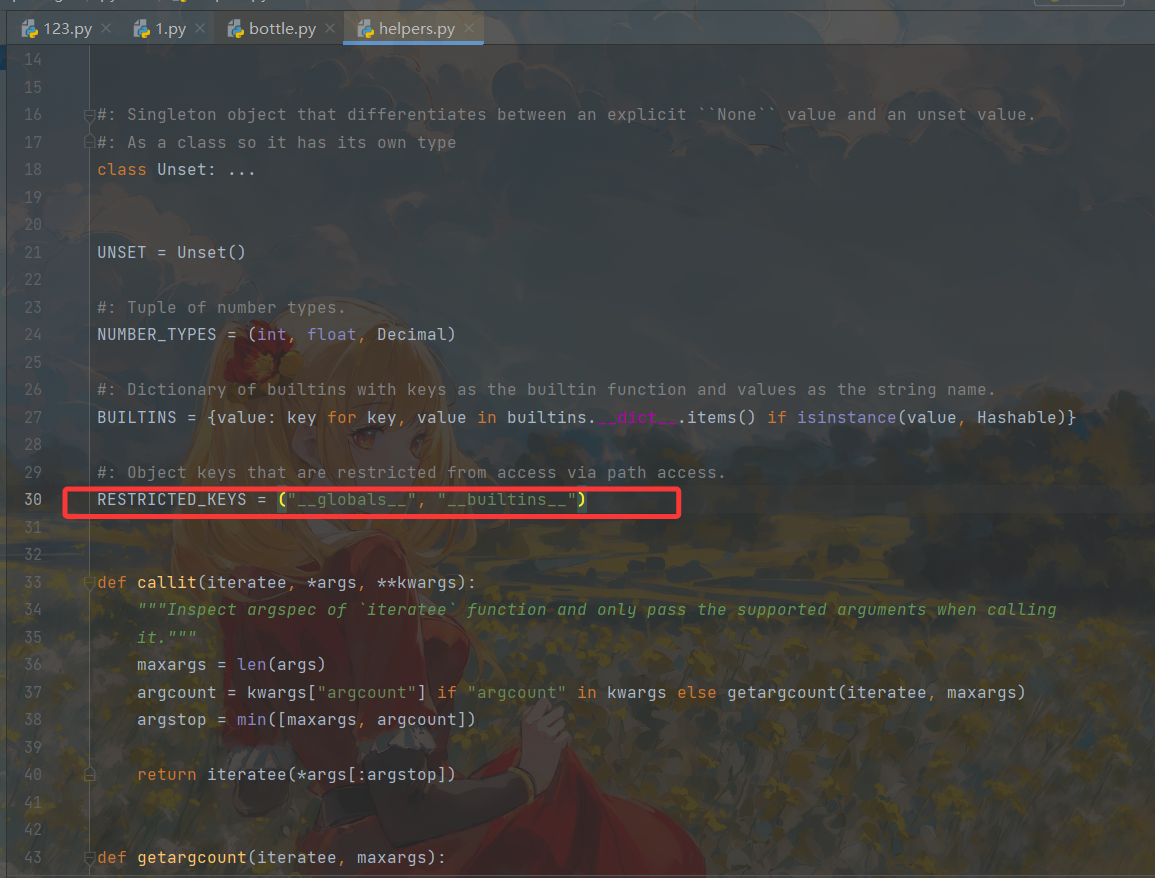 123.py × 1.py × bottle.py × helpers.py ×
14
15
16 #: Singleton object that differentiates between an explicit ``None`` value and an unset value.
17 #: As a class so it has its own type
18 class Unset: ...
19
20
21 UNSET = Unset()
22
23 #: Tuple of number types.
24 NUMBER_TYPES = (int, float, Decimal)
25
26 #: Dictionary of builtins with keys as the builtin function and values as the string name.
27 BUILTINS = {value: key for key, value in builtins.__dict__.items() if isinstance(value, Hashable)}
28
29 #: Object keys that are restricted from access via path access.
30 RESTRICTED_KEYS = ("__globals__", "__builtins__")
31
32
33 def callit(iteratee, *args, **kwargs):
34 """Inspect argspec of `iteratee` function and only pass the supported arguments when calling
35 it."""
36 maxargs = len(args)
37 argcount = kwargs["argcount"] if "argcount" in kwargs else getargcount(iteratee, maxargs)
38 argstop = min([maxargs, argcount])
39
40 return iteratee(*args[:argstop])
41
42
43 def getargcount(iteratee, maxargs):